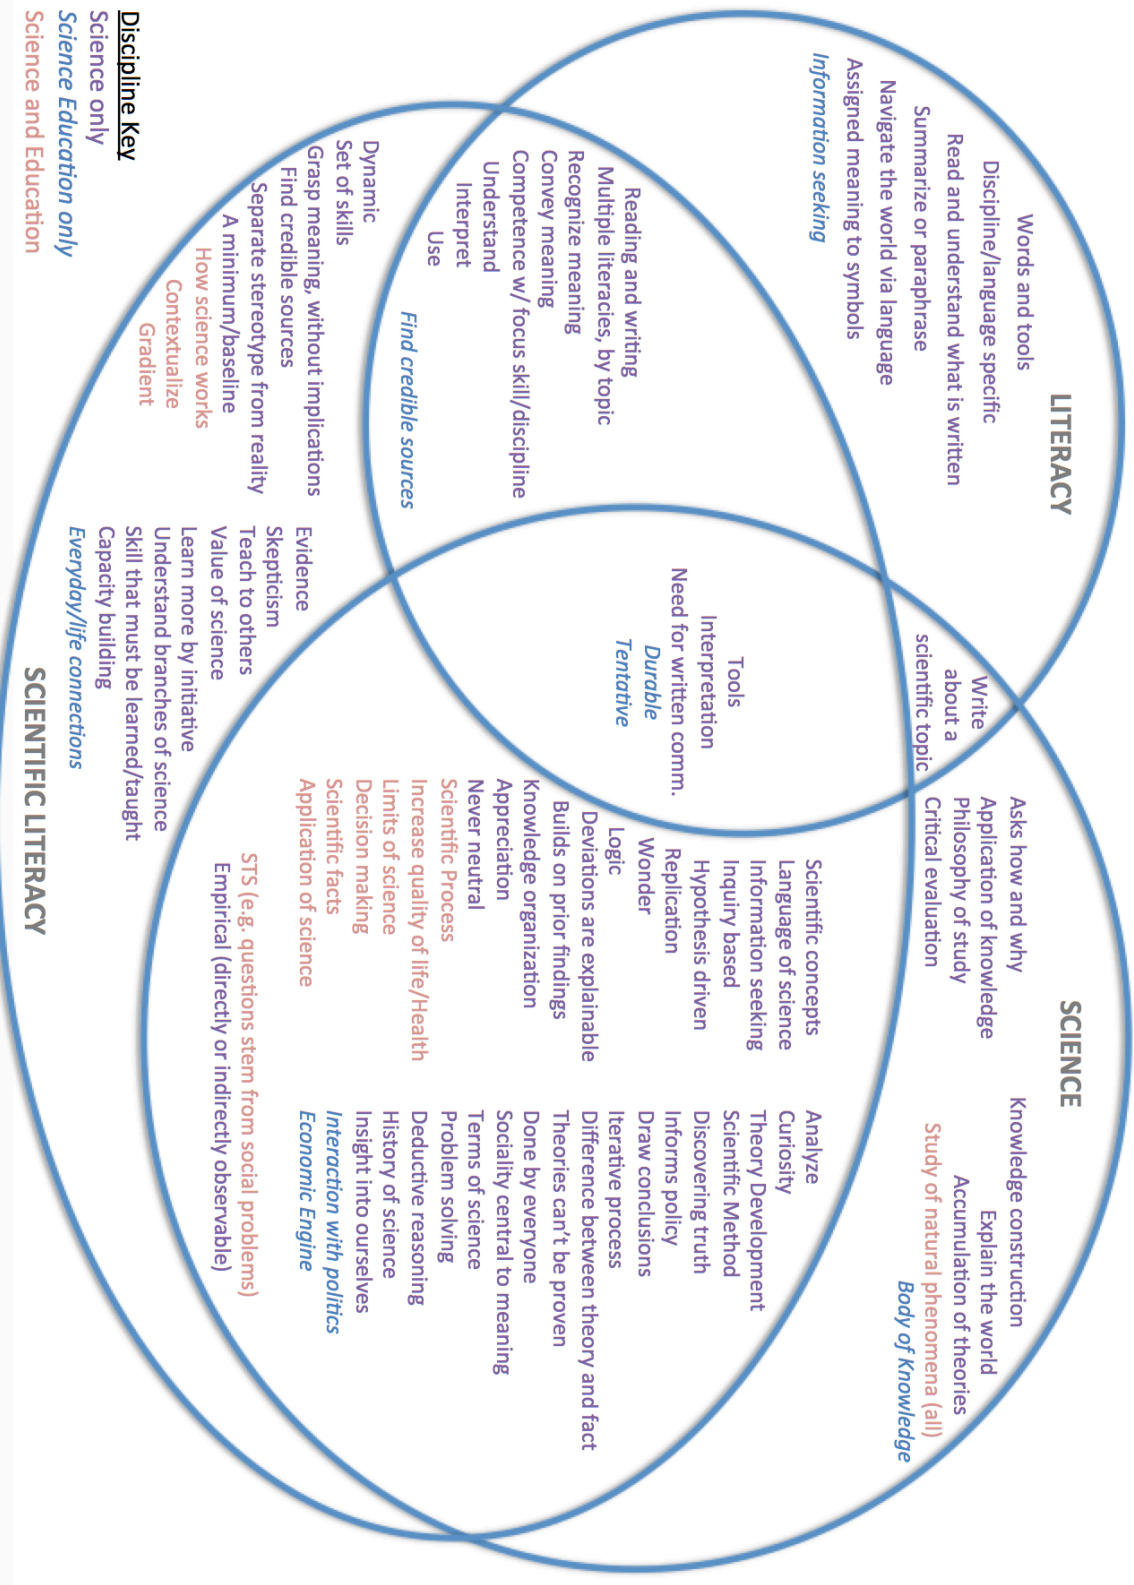 LITERACY
Words and tools
Discipline/language specific
Read and understand what is written
Summarize or paraphrase
Navigate the world via language
Assigned meaning to symbols
Information seeking
SCIENCE
Asks how and why
Application of knowledge
Philosophy of study
Critical evaluation
Knowledge construction
Explain the world
Accumulation of theories
Study of natural phenomena (all)
Body of Knowledge
Write
about a
scientific topic
Reading and writing
Multiple literacies, by topic
Recognize meaning
Convey meaning
Competence w/ focus skill/discipline
Understand
Interpret
Use
Find credible sources
Tools
Interpretation
Need for written comm.
Durable
Tentative
Scientific concepts
Language of science
Information seeking
Inquiry based
Hypothesis driven
Replication
Wonder
Logic
Deviations are explainable
Builds on prior findings
Knowledge organization
Appreciation
Never neutral
Scientific Process
Increase quality of life/Health
Limits of science
Decision making
Scientific facts
Application of science
Analyze
Curiosity
Theory Development
Scientific Method
Discovering truth
Informs policy
Draw conclusions
Iterative process
Difference between theory and fact
Theories can't be proven
Done by everyone
Sociality central to meaning
Terms of science
Problem solving
Deductive reasoning
History of science
Insight into ourselves
Interaction with politics
Economic Engine
STS (e.g. questions stem from social problems)
Empirical (directly or indirectly observable)
Dynamic
Set of skills
Grasp meaning, without implications
Find credible sources
Separate stereotype from reality
A minimum/baseline
How science works
Contextualize
Gradient
Evidence
Skepticism
Teach to others
Value of science
Learn more by initiative
Understand branches of science
Skill that must be learned/taught
Capacity building
Everyday/life connections
SCIENTIFIC LITERACY
Discipline Key
Science only
Science Education only
Science and Education